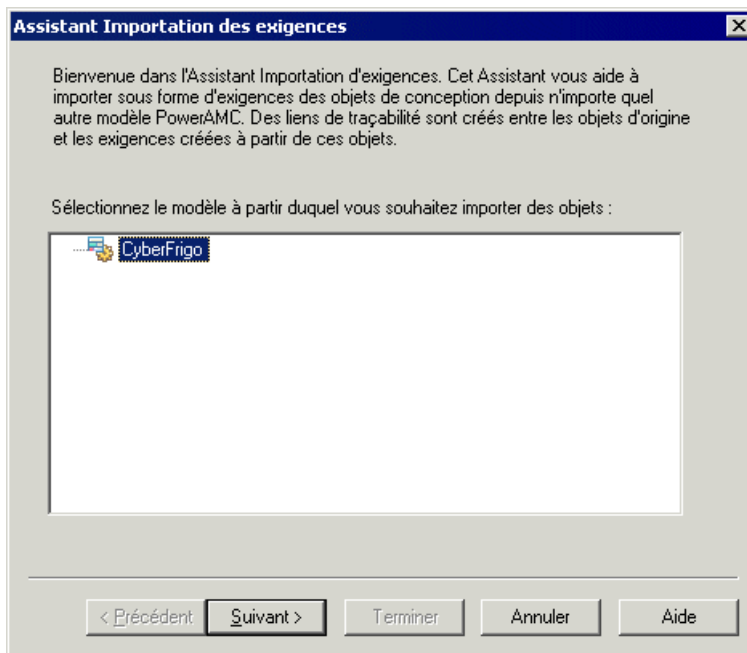 Assistant Importation des exigences
Bienvenue dans l'Assistant Importation d'exigences. Cet Assistant vous aide à
importer sous forme d'exigences des objets de conception depuis n'importe quel
autre modèle PowerAMC. Des liens de traçabilité sont créés entre les objets d'origine
et les exigences créées à partir de ces objets.
Sélectionnez le modèle à partir duquel vous souhaitez importer des objets :
CyberFrigo
< Précédent Suivant > Terminer Annuler Aide